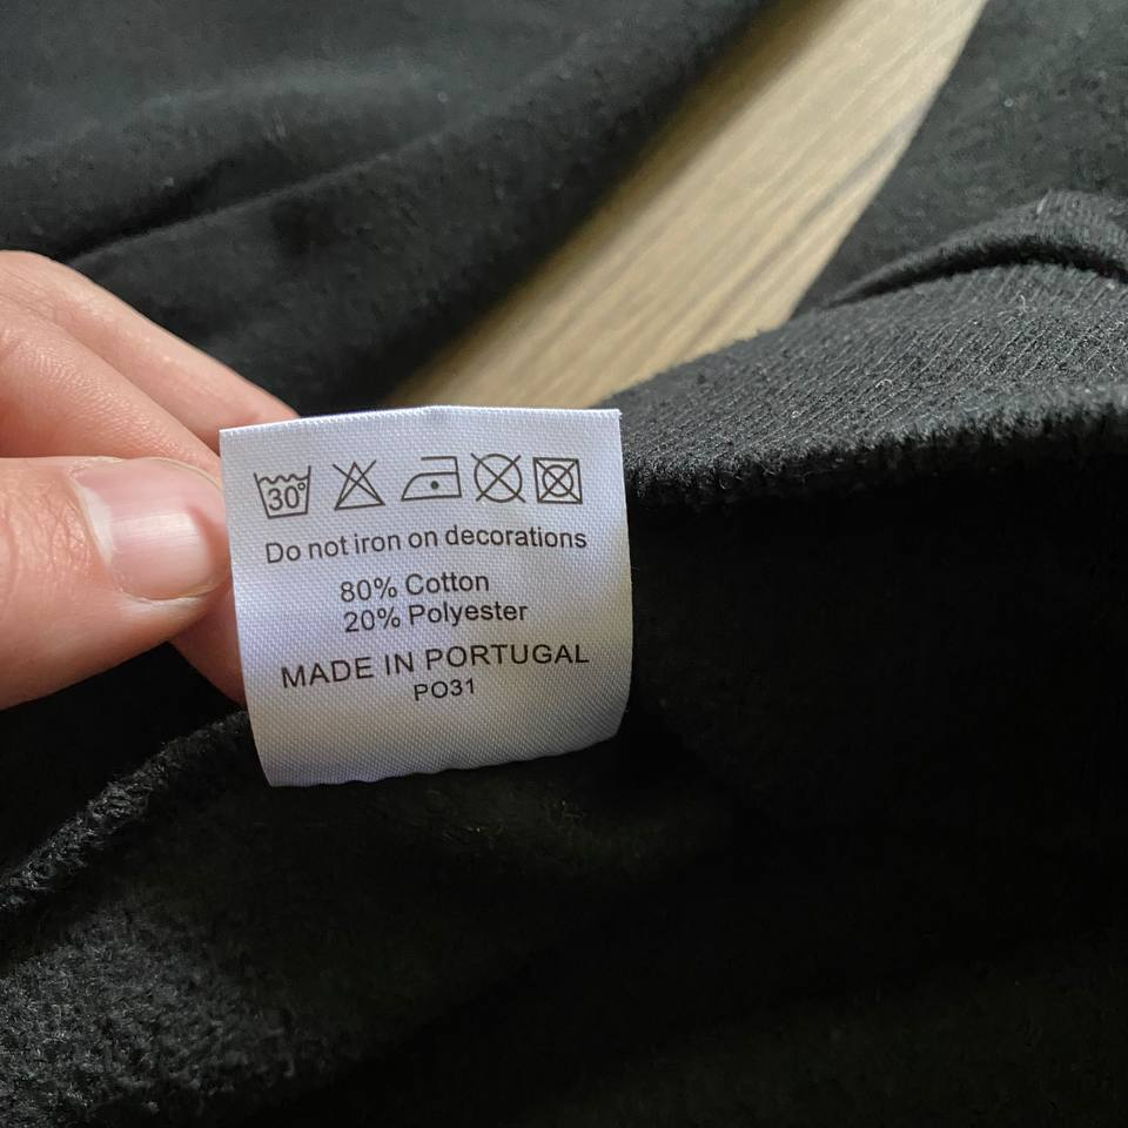 30°
Do not iron on decorations
80% Cotton
20% Polyester
MADE IN PORTUGAL
PO31